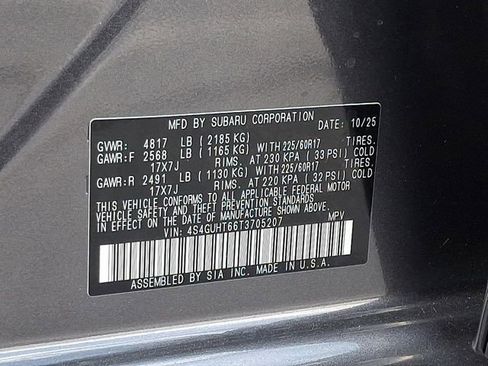 MFD BY SUBARU CORPORATION DATE: 10/25
GVWR: 4817 LB ( 2185 KG)
GAWR:F 2568 LB ( 1165 KG) WITH 225/60R17 TIRES.
17X7J RIMS. AT 230 KPA ( 33 PSI) COLD
GAWR:R 2491 LB ( 1130 KG) WITH 225/60R17 TIRES.
17X7J RIMS. AT 220 KPA ( 32 PSI) COLD
THIS VEHICLE CONFORMS TO ALL APPLICABLE FEDERAL MOTOR
VEHICLE SAFETY AND THEFT PREVENTION STANDARDS IN
EFFECT ON THE DATE OF MANUFACTURE SHOWN ABOVE.
VIN: 4S4GUHT66T3705207 MPV
ASSEMBLED BY SIA INC. MADE IN U.S.A.